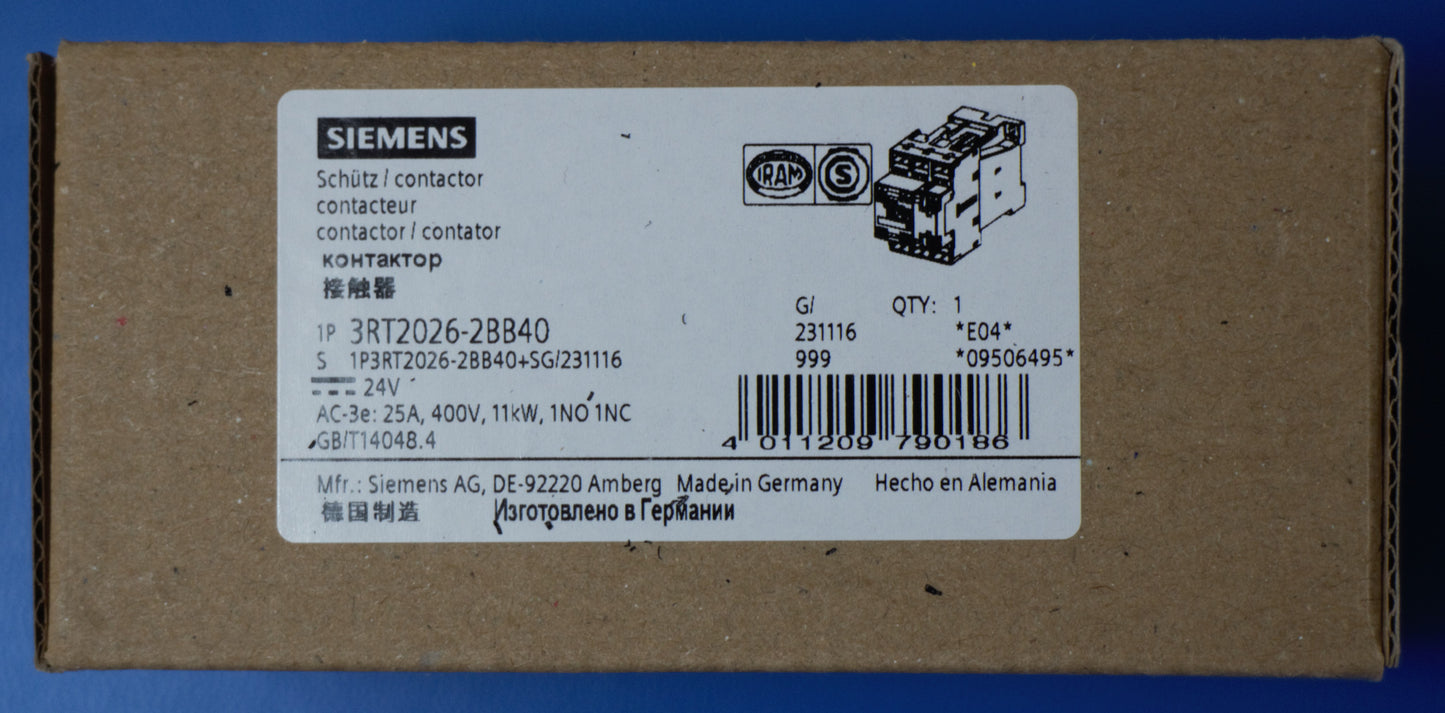 SIEMENS
Schütz / contactor
contacteur
contactor / contator
контактор
接触器
IRAM S
G/ QTY: 1
1P 3RT2026-2BB40 231116 *E04*
S 1P3RT2026-2BB40+SG/231116 999 *09506495*
24V
AC-3e: 25A, 400V, 11kW, 1NO 1NC
GB/T14048.4
4 011209 790186
Mfr.: Siemens AG, DE-92220 Amberg Made in Germany Hecho en Alemania
德国制造 Изготовлено в Германии